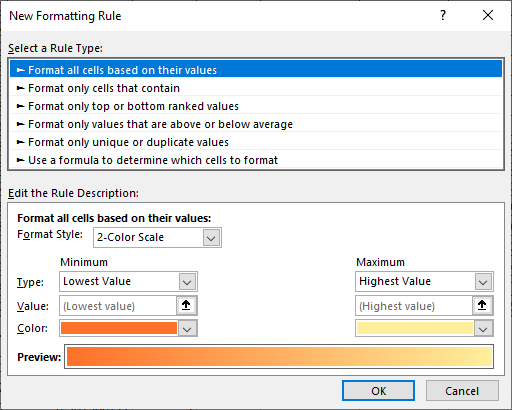 New Formatting Rule
Select a Rule Type:
► Format all cells based on their values
► Format only cells that contain
► Format only top or bottom ranked values
► Format only values that are above or below average
► Format only unique or duplicate values
► Use a formula to determine which cells to format
Edit the Rule Description:
Format all cells based on their values:
Format Style: 2-Color Scale
Minimum Maximum
Type: Lowest Value Highest Value
Value: (Lowest value) (Highest value)
Color:
Preview:
OK Cancel